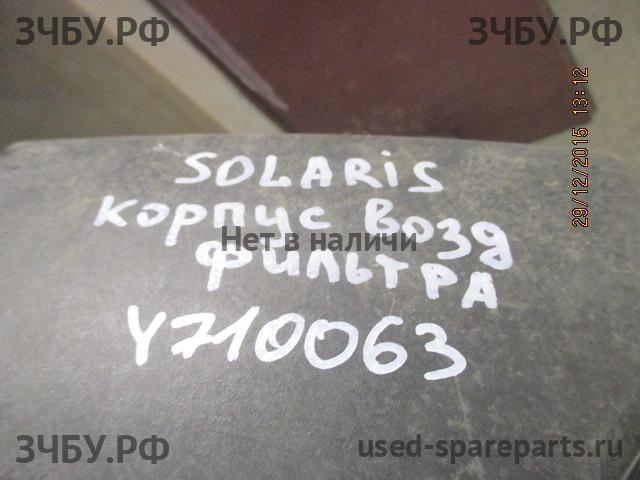 ЗЧБУ.РФ
ЗЧБУ.РФ
29/12/2015 13:12
SOLARiS
корпус возд
Нет в наличи
фильтра
Y710063
ЗЧБУ.РФ
used-spareparts.ru